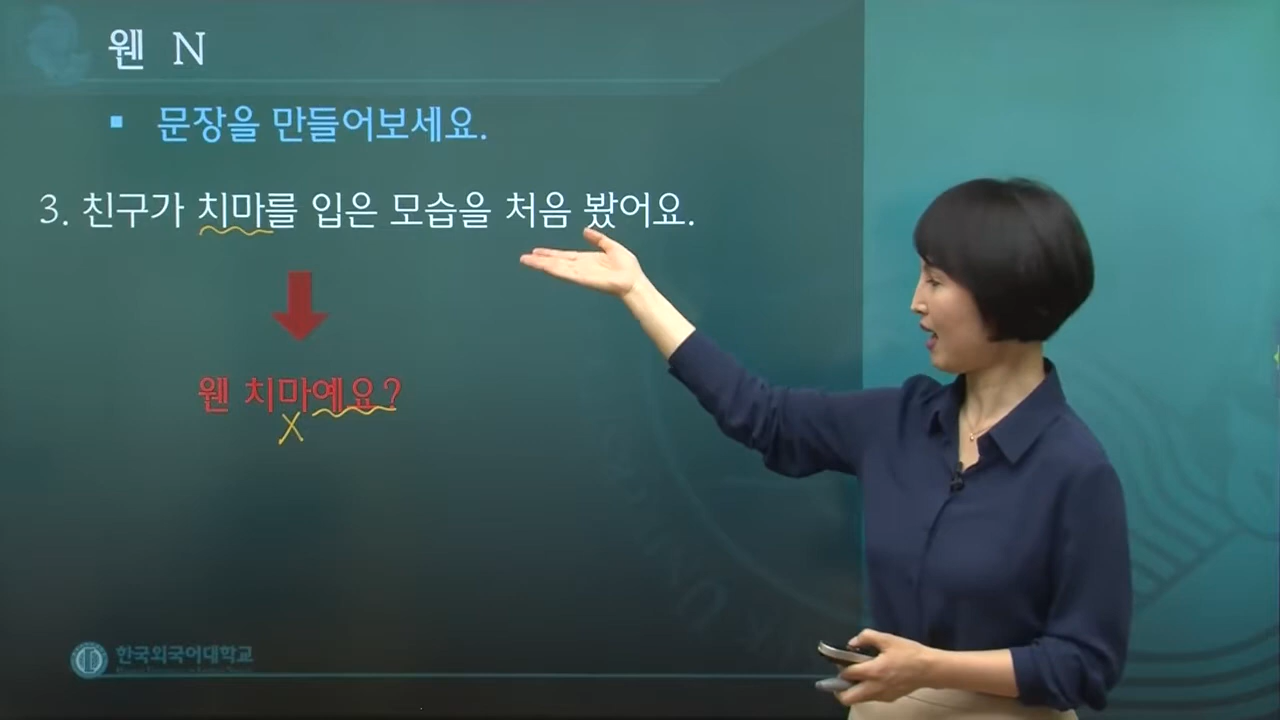 웬 N
▪ 문장을 만들어보세요.
3. 친구가 치마를 입은 모습을 처음 봤어요.
웬 치마예요?
X
한국외국어대학교